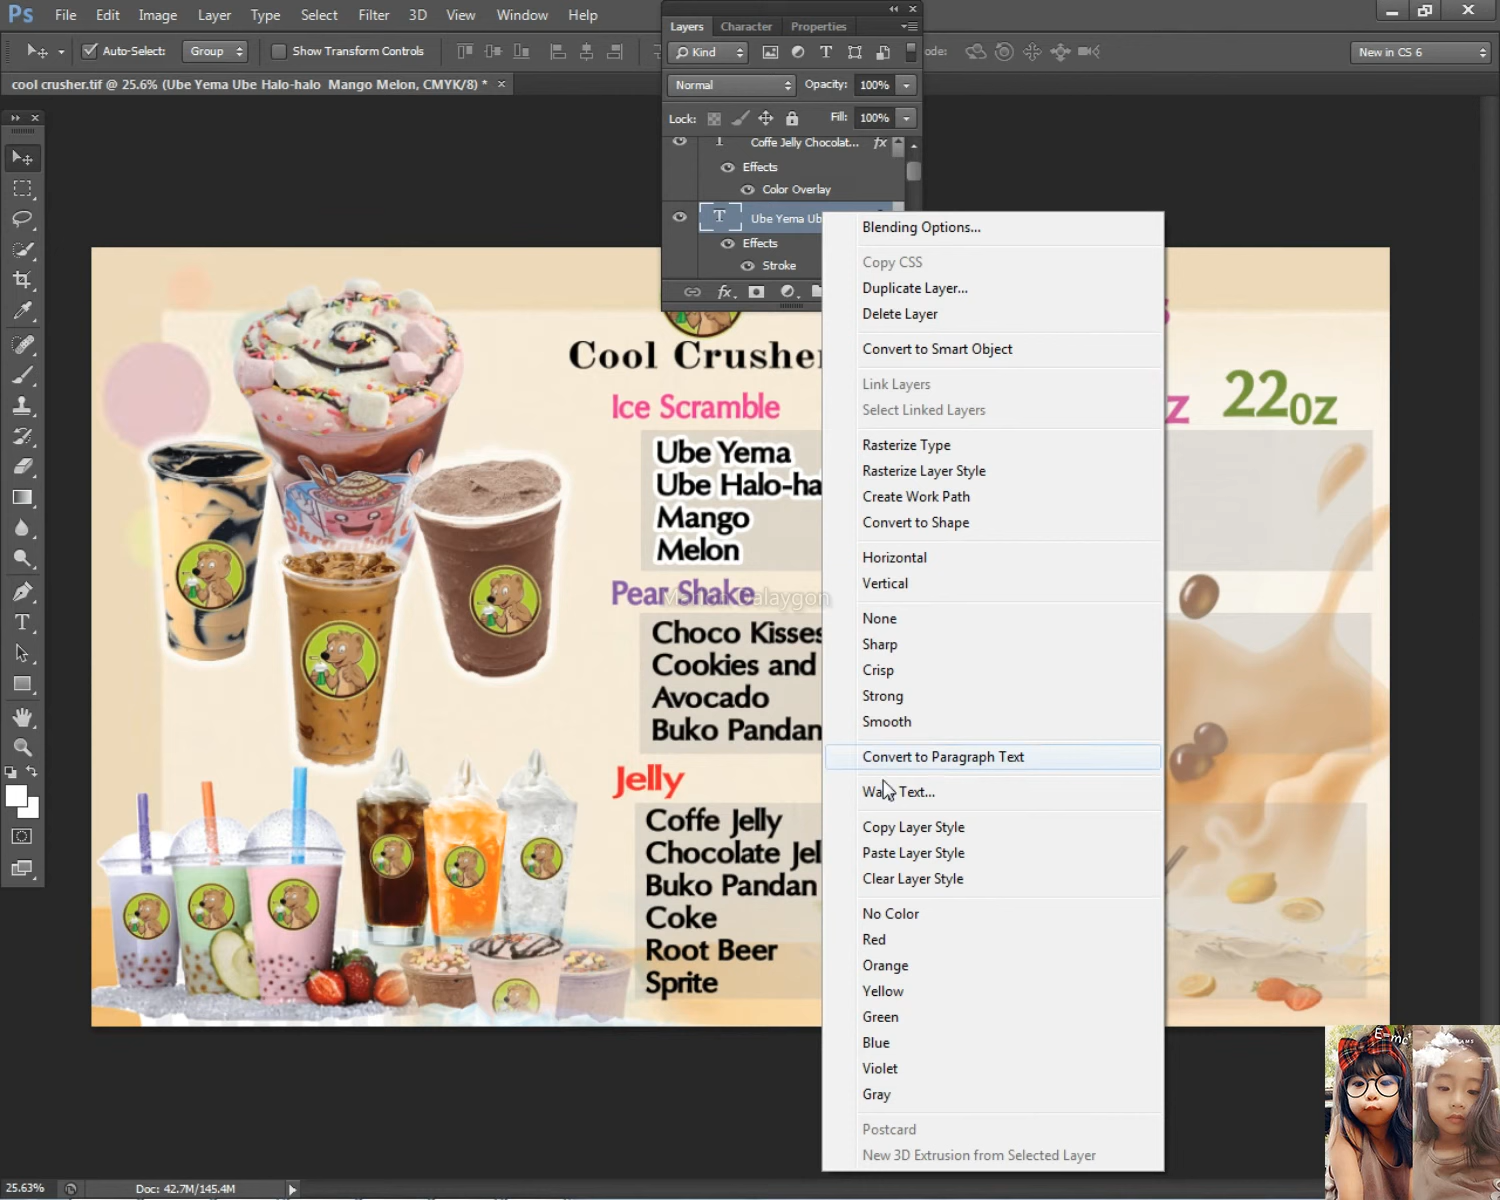 Ps File Edit Image Layer Type Select Filter 3D View Window Help
Auto-Select: Group Show Transform Controls
New in CS 6
cool crusher.tif @ 25.6% (Ube Yema Ube Halo-halo Mango Melon, CMYK/8) * ×
Layers Character Properties
Kind
Normal Opacity: 100%
Lock: Fill: 100%
Coffe Jelly Chocolat... fx
Effects
Color Overlay
T Ube Yema Ub
Effects
Stroke
fx
Blending Options...
Copy CSS
Duplicate Layer...
Delete Layer
Convert to Smart Object
Link Layers
Select Linked Layers
Rasterize Type
Rasterize Layer Style
Create Work Path
Convert to Shape
Horizontal
Vertical
None
Sharp
Crisp
Strong
Smooth
Convert to Paragraph Text
Text...
Copy Layer Style
Paste Layer Style
Clear Layer Style
No Color
Red
Orange
Yellow
Green
Blue
Violet
Gray
Postcard
New 3D Extrusion from Selected Layer
Cool Crusher
Ice Scramble
22oz
Ube Yema
Ube Halo-ha
Mango
Melon
Pear Shake
Choco Kisses
Cookies and
Avocado
Buko Pandan
Jelly
Coffe Jelly
Chocolate Jel
Buko Pandan
Coke
Root Beer
Sprite
25.63% Doc: 42.7M/145.4M